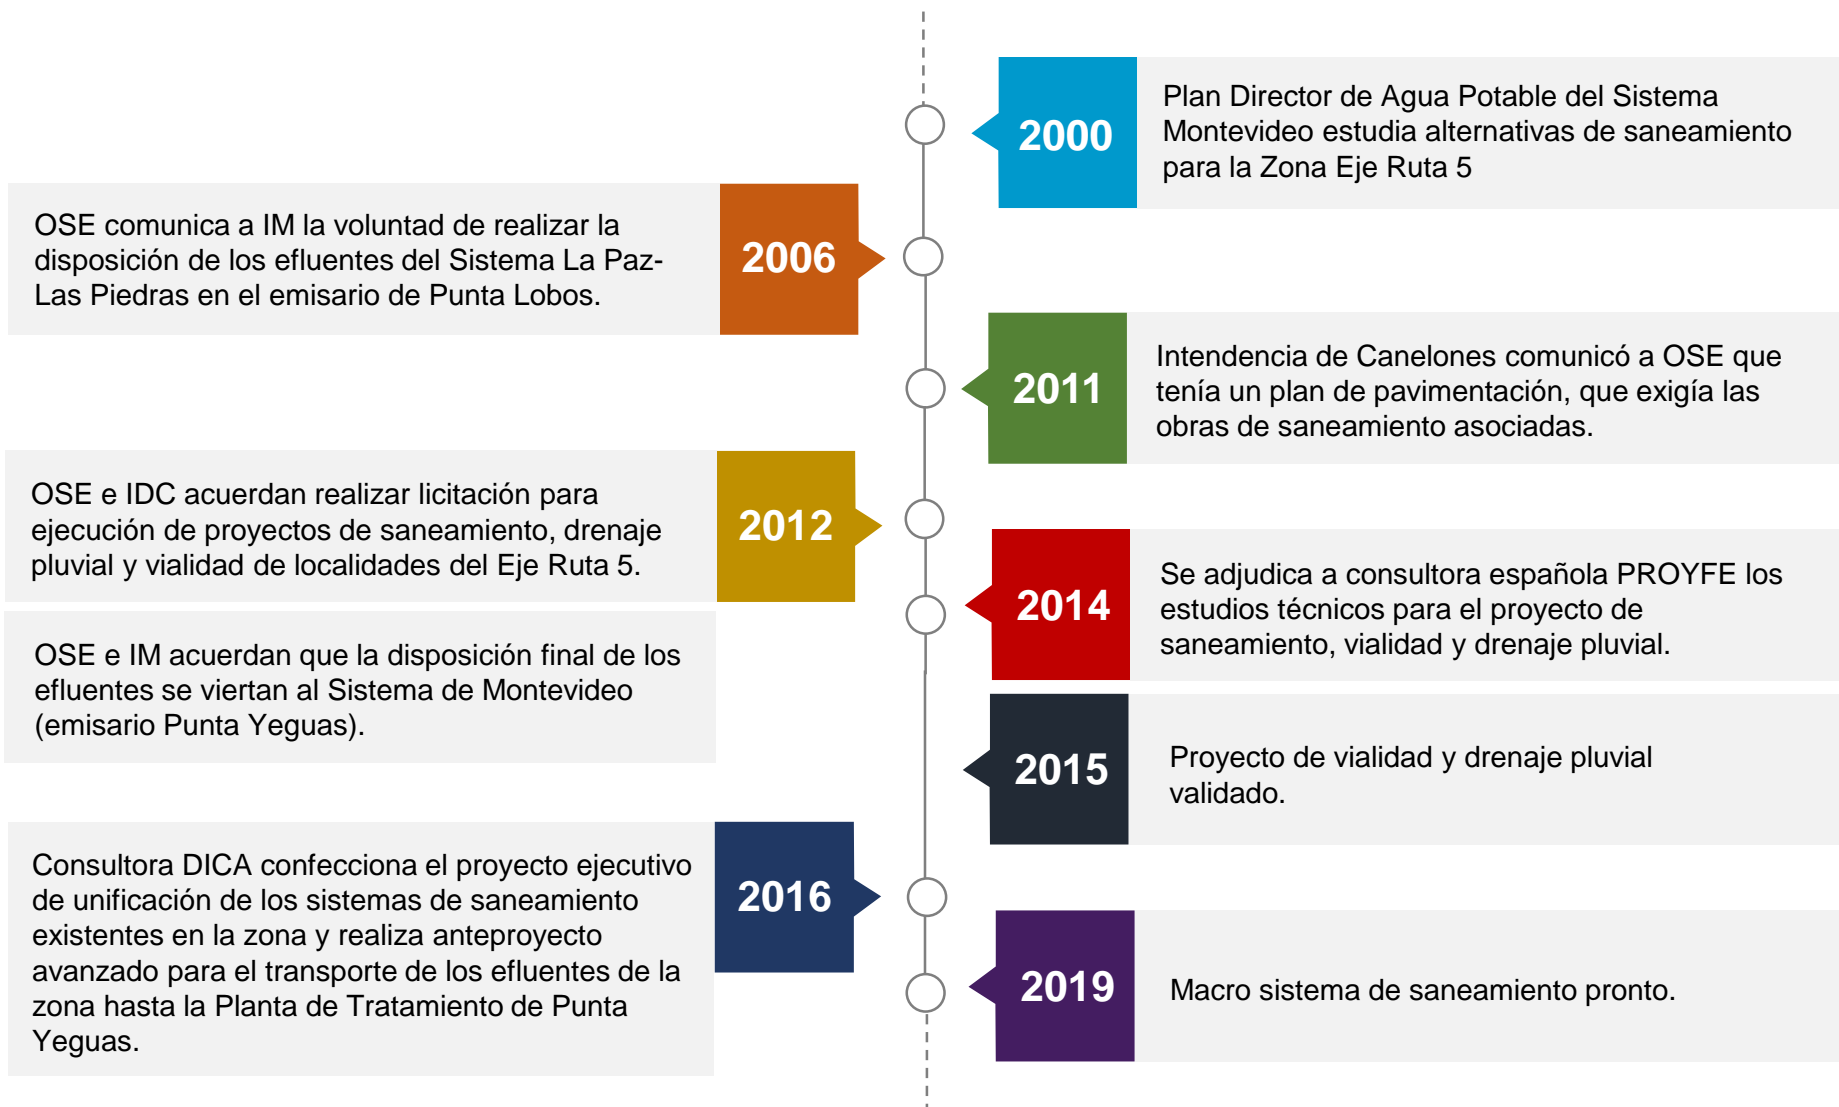 2000
Plan Director de Agua Potable del Sistema
Montevideo estudia alternativas de saneamiento
para la Zona Eje Ruta 5
OSE comunica a IM la voluntad de realizar la
disposición de los efluentes del Sistema La Paz-
Las Piedras en el emisario de Punta Lobos.
2006
2011
Intendencia de Canelones comunicó a OSE que
tenía un plan de pavimentación, que exigía las
obras de saneamiento asociadas.
OSE e IDC acuerdan realizar licitación para
ejecución de proyectos de saneamiento, drenaje
pluvial y vialidad de localidades del Eje Ruta 5.
2012
OSE e IM acuerdan que la disposición final de los
efluentes se viertan al Sistema de Montevideo
(emisario Punta Yeguas).
2014
Se adjudica a consultora española PROYFE los
estudios técnicos para el proyecto de
saneamiento, vialidad y drenaje pluvial.
2015
Proyecto de vialidad y drenaje pluvial
validado.
Consultora DICA confecciona el proyecto ejecutivo
de unificación de los sistemas de saneamiento
existentes en la zona y realiza anteproyecto
avanzado para el transporte de los efluentes de la
zona hasta la Planta de Tratamiento de Punta
Yeguas.
2016
2019
Macro sistema de saneamiento pronto.